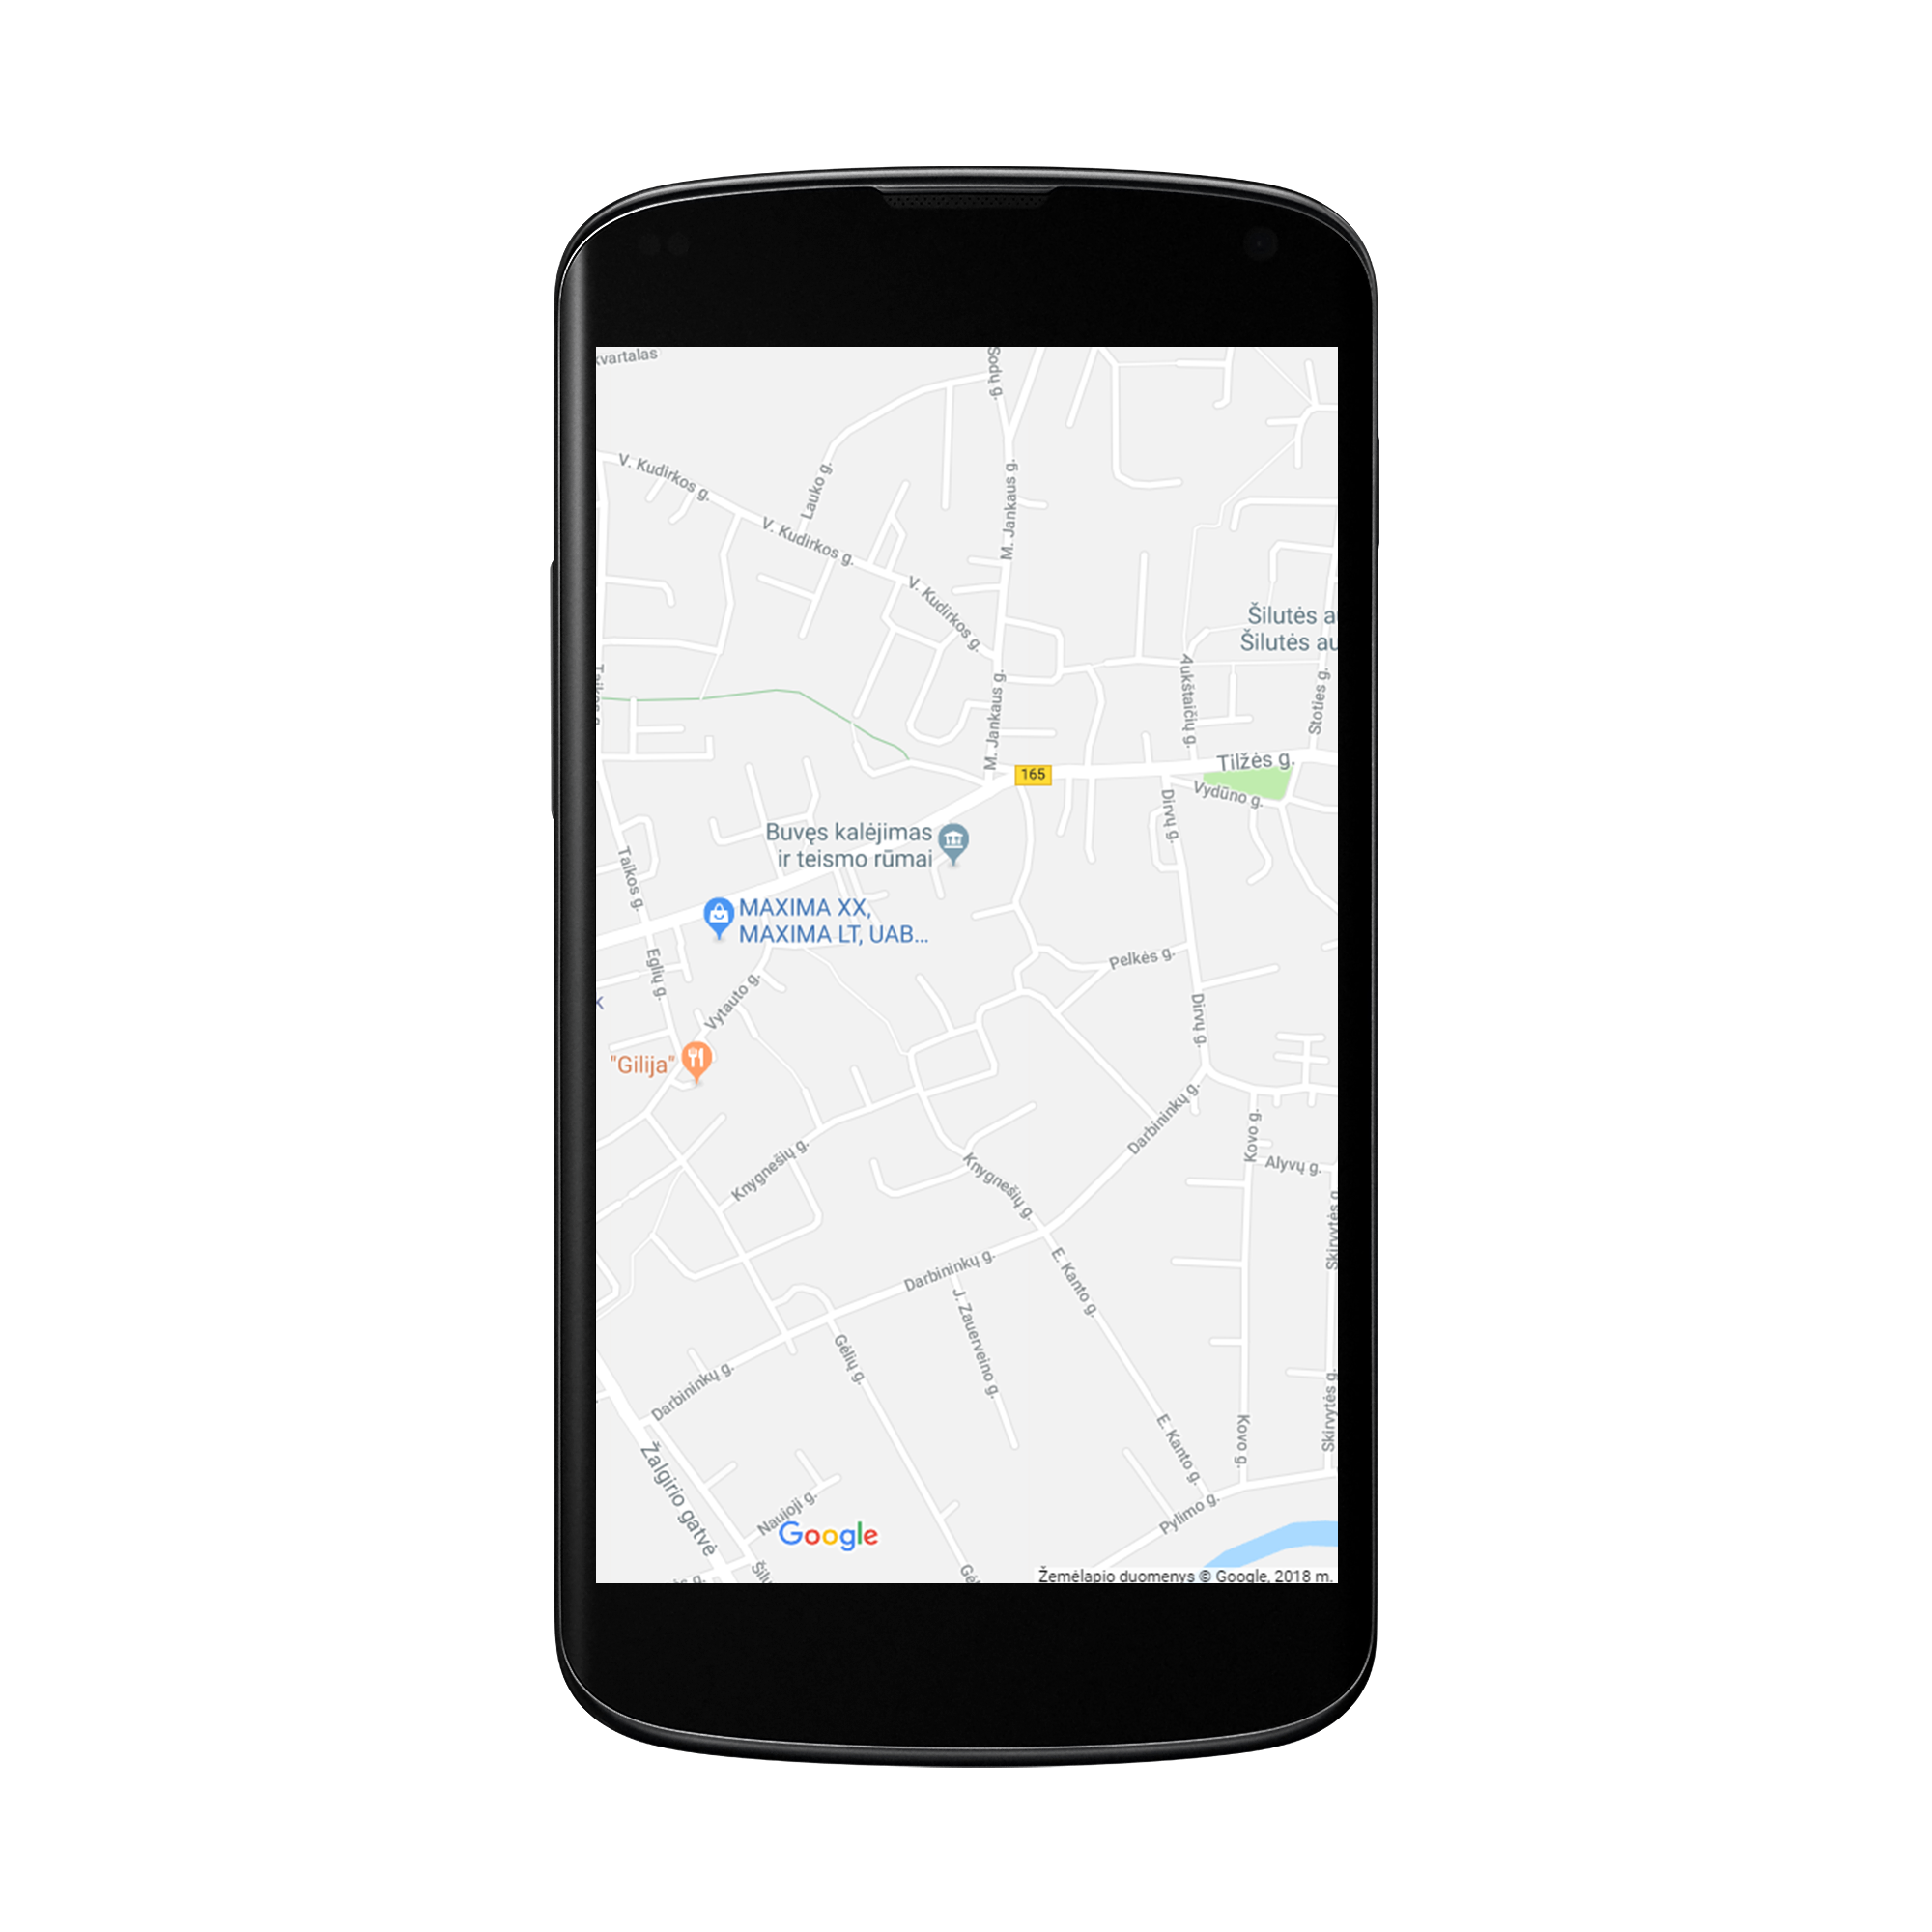 kvartalas
Sodų g.
V. Kudirkos g.
Lauko g.
M. Jankaus g.
V. Kudirkos g.
V. Kudirkos g.
Šilutės
Šilutės
Aukštaičių g.
Stoties g.
M. Jankaus g.
Tilžės g.
165
Vydūno g.
Dirvų g.
Buvęs kalėjimas
ir teismo rūmai
Taikos g.
MAXIMA XX,
MAXIMA LT, UAB...
Eglių g.
Pelkės g.
Vytauto g.
Dirvų g.
"Gilija"
Darbininkų g.
Kovo g.
Alyvų g.
Knygnešių g.
Knygnešių g.
Skirvytės g.
Darbininkų g.
E. Kanto g.
J. Zauerveino g.
Gėlių g.
Darbininkų g.
Skirvytės g.
E. Kanto g.
Kovo g.
Žalgirio gatvė
Naujoji g.
Pylimo g.
Google
Žemėlapio duomenys © Google, 2018 m.